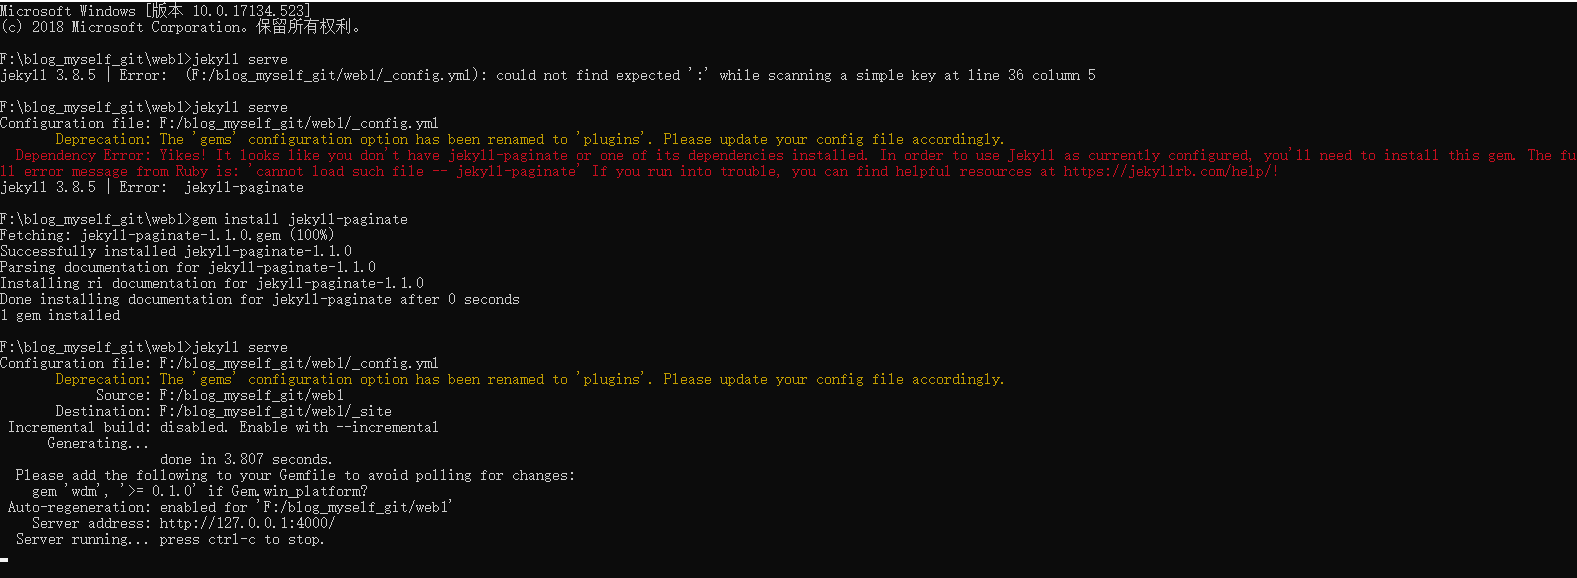 Microsoft Windows [版本 10.0.17134.523]
(c) 2018 Microsoft Corporation。保留所有权利。
F:\blog_myself_git\web1>jekyll serve
jekyll 3.8.5 | Error:  (F:/blog_myself_git/web1/_config.yml): could not find expected ':' while scanning a simple key at line 36 column 5
F:\blog_myself_git\web1>jekyll serve
Configuration file: F:/blog_myself_git/web1/_config.yml
Deprecation: The 'gems' configuration option has been renamed to 'plugins'. Please update your config file accordingly.
Dependency Error: Yikes! It looks like you don't have jekyll-paginate or one of its dependencies installed. In order to use Jekyll as currently configured, you'll need to install this gem. The fu
ll error message from Ruby is: 'cannot load such file -- jekyll-paginate' If you run into trouble, you can find helpful resources at https://jekyllrb.com/help/!
jekyll 3.8.5 | Error:  jekyll-paginate
F:\blog_myself_git\web1>gem install jekyll-paginate
Fetching: jekyll-paginate-1.1.0.gem (100%)
Successfully installed jekyll-paginate-1.1.0
Parsing documentation for jekyll-paginate-1.1.0
Installing ri documentation for jekyll-paginate-1.1.0
Done installing documentation for jekyll-paginate after 0 seconds
1 gem installed
F:\blog_myself_git\web1>jekyll serve
Configuration file: F:/blog_myself_git/web1/_config.yml
Deprecation: The 'gems' configuration option has been renamed to 'plugins'. Please update your config file accordingly.
Source: F:/blog_myself_git/web1
Destination: F:/blog_myself_git/web1/_site
Incremental build: disabled. Enable with --incremental
Generating...
done in 3.807 seconds.
Please add the following to your Gemfile to avoid polling for changes:
gem 'wdm', '>= 0.1.0' if Gem.win_platform?
Auto-regeneration: enabled for 'F:/blog_myself_git/web1'
Server address: http://127.0.0.1:4000/
Server running... press ctrl-c to stop.